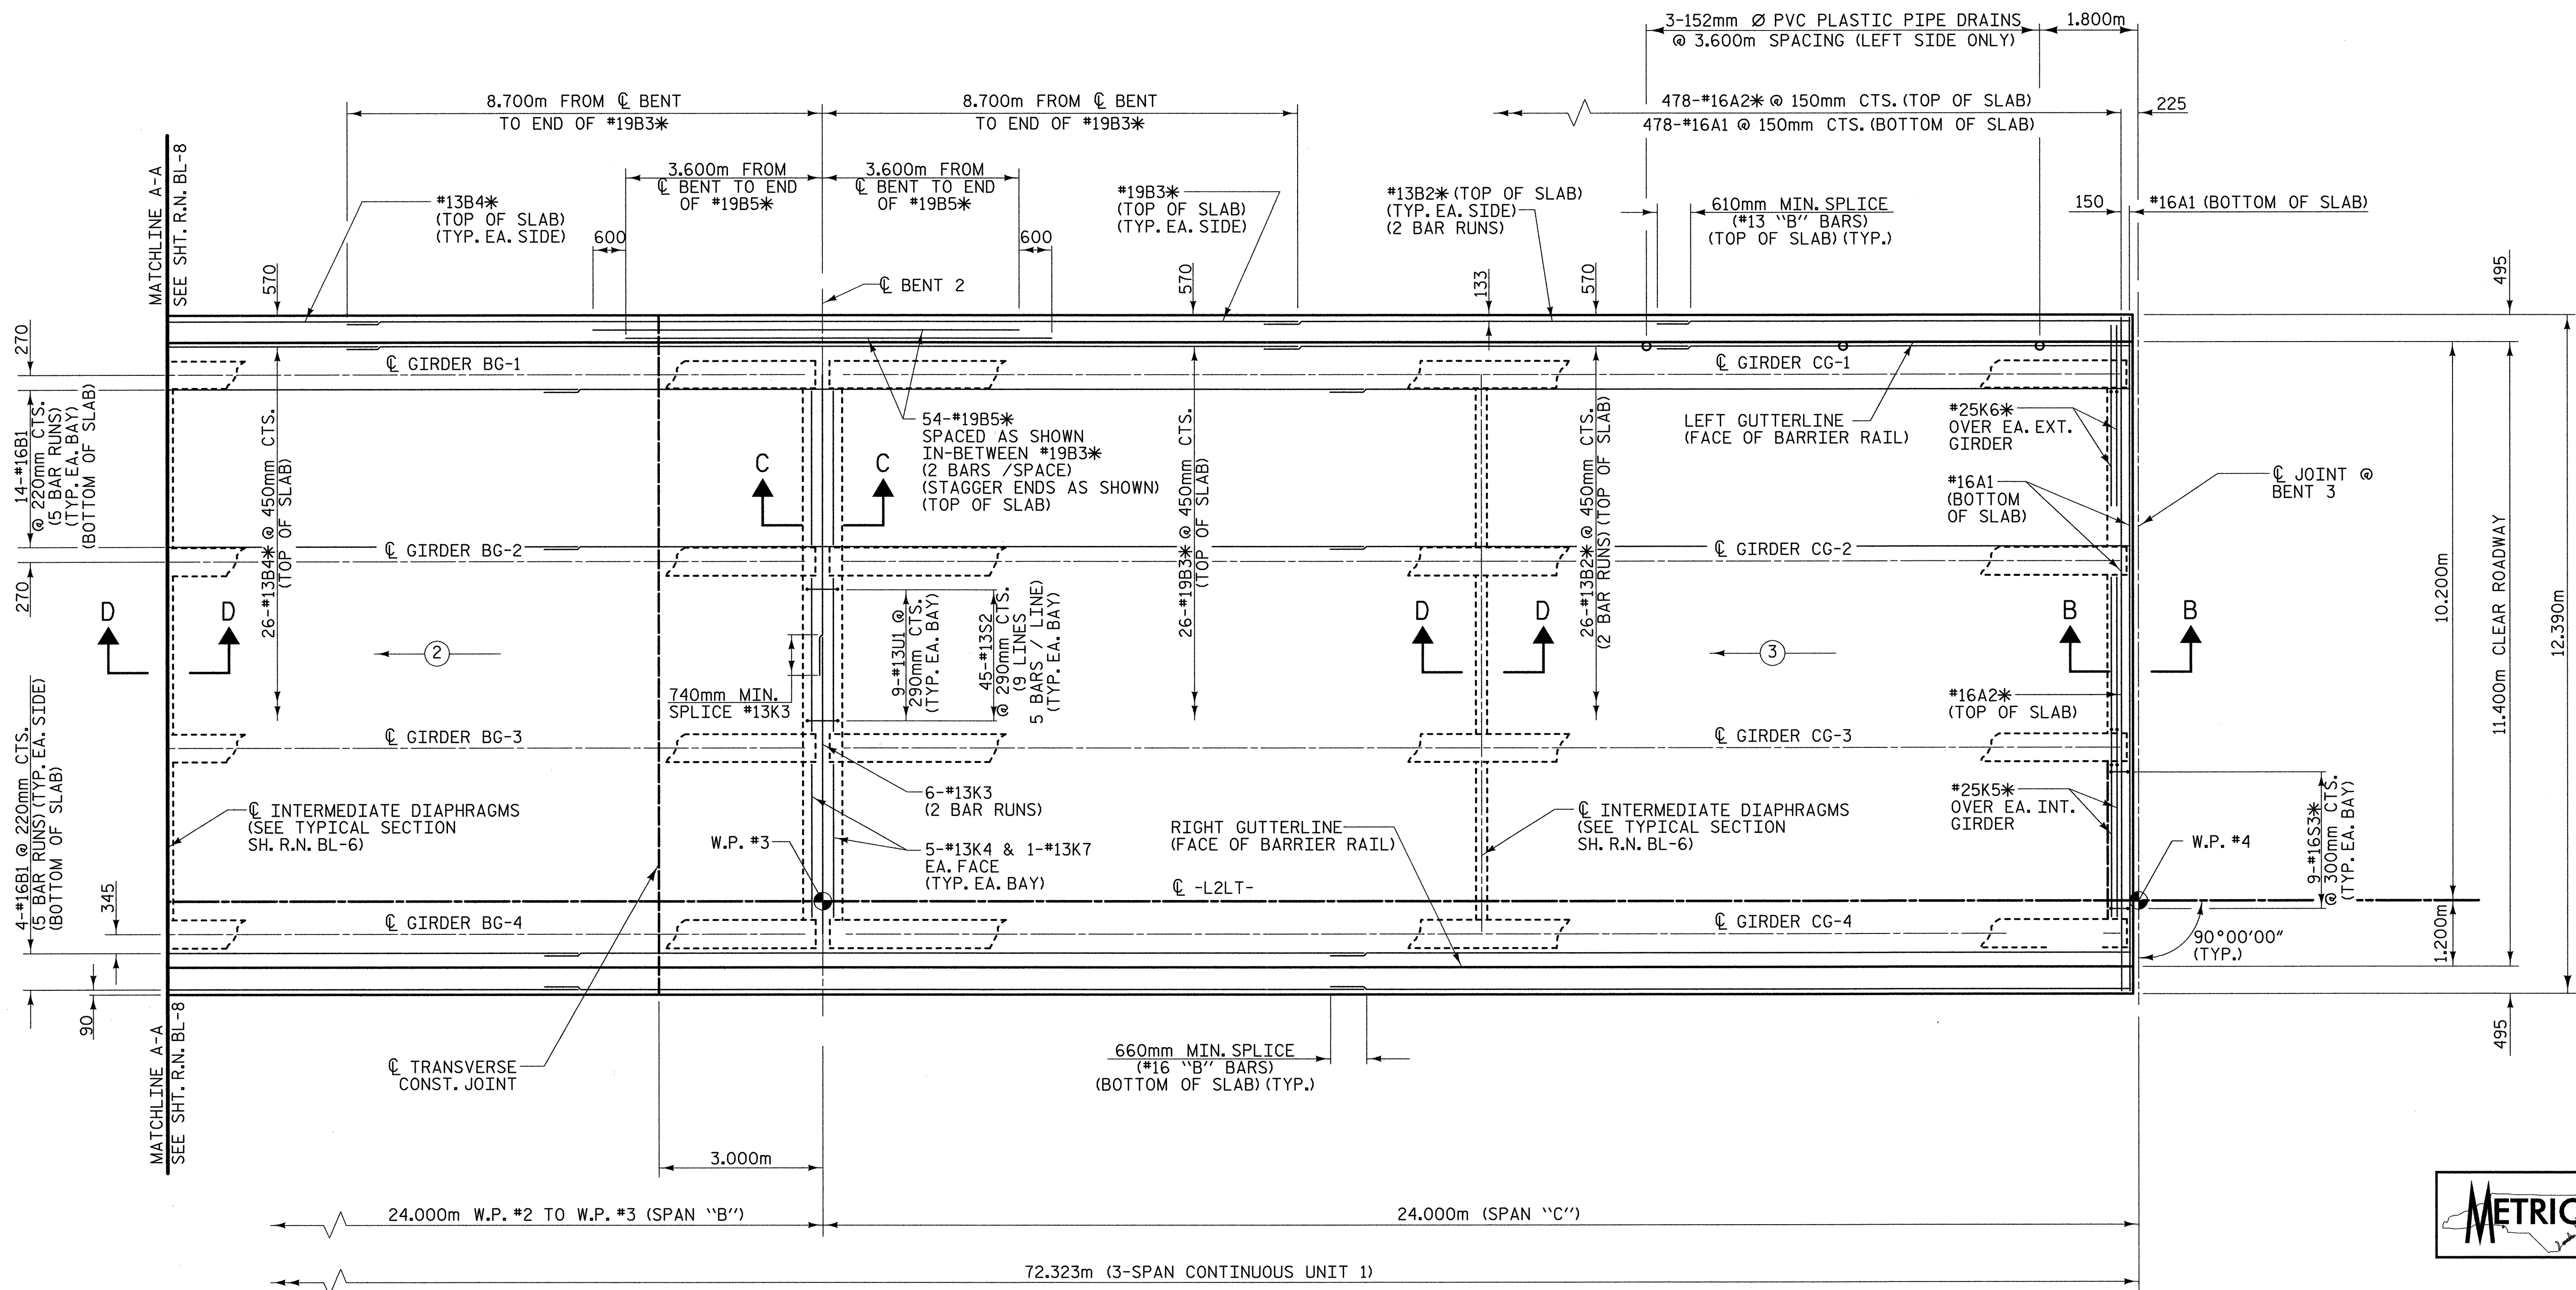 3-152mm Ø PVC PLASTIC PIPE DRAINS
@ 3.600m SPACING (LEFT SIDE ONLY)
1.800m
8.700m FROM ℄ BENT
TO END OF #19B3*
8.700m FROM ℄ BENT
TO END OF #19B3*
478-#16A2* @ 150mm CTS. (TOP OF SLAB)
478-#16A1 @ 150mm CTS. (BOTTOM OF SLAB)
225
MATCHLINE A-A
SEE SHT. R.N. BL-8
#13B4*
(TOP OF SLAB)
(TYP. EA. SIDE)
3.600m FROM
℄ BENT TO END
OF #19B5*
3.600m FROM
℄ BENT TO END
OF #19B5*
600
600
#19B3*
(TOP OF SLAB)
(TYP. EA. SIDE)
#13B2* (TOP OF SLAB)
(TYP. EA. SIDE)
(2 BAR RUNS)
610mm MIN. SPLICE
(#13 "B" BARS)
(TOP OF SLAB) (TYP.)
150
#16A1 (BOTTOM OF SLAB)
570
℄ BENT 2
570
133
570
495
270
14-#16B1
@ 220mm CTS.
(5 BAR RUNS)
(TYP. EA. BAY)
(BOTTOM OF SLAB)
270
℄ GIRDER BG-1
℄ GIRDER CG-1
26-#13B4* @ 450mm CTS.
(TOP OF SLAB)
54-#19B5*
SPACED AS SHOWN
IN-BETWEEN #19B3*
(2 BARS /SPACE)
(STAGGER ENDS AS SHOWN)
(TOP OF SLAB)
C
C
26-#19B3* @ 450mm CTS.
(TOP OF SLAB)
26-#13B2* @ 450mm CTS.
(2 BAR RUNS) (TOP OF SLAB)
LEFT GUTTERLINE
(FACE OF BARRIER RAIL)
#25K6*
OVER EA. EXT.
GIRDER
#16A1
(BOTTOM
OF SLAB)
℄ JOINT @
BENT 3
℄ GIRDER BG-2
℄ GIRDER CG-2
10.200m
11.400m CLEAR ROADWAY
12.390m
D
D
D
D
B
B
2
3
9-#13U1 @
290mm CTS.
(TYP. EA. BAY)
45-#13S2
@ 290mm CTS.
(9 LINES
5 BARS / LINE)
(TYP. EA. BAY)
740mm MIN.
SPLICE #13K3
#16A2*
(TOP OF SLAB)
4-#16B1 @ 220mm CTS.
(5 BAR RUNS) (TYP. EA. SIDE)
(BOTTOM OF SLAB)
345
90
℄ GIRDER BG-3
℄ GIRDER CG-3
℄ INTERMEDIATE DIAPHRAGMS
(SEE TYPICAL SECTION
SH. R.N. BL-6)
6-#13K3
(2 BAR RUNS)
5-#13K4 & 1-#13K7
EA. FACE
(TYP. EA. BAY)
W.P. #3
RIGHT GUTTERLINE
(FACE OF BARRIER RAIL)
℄ INTERMEDIATE DIAPHRAGMS
(SEE TYPICAL SECTION
SH. R.N. BL-6)
#25K5*
OVER EA. INT.
GIRDER
9-#16S3*
@ 300mm CTS.
(TYP. EA. BAY)
W.P. #4
℄ -L2LT-
℄ GIRDER BG-4
℄ GIRDER CG-4
90°00'00"
(TYP.)
1.200m
495
MATCHLINE A-A
SEE SHT. R.N. BL-8
℄ TRANSVERSE
CONST. JOINT
660mm MIN. SPLICE
(#16 "B" BARS)
(BOTTOM OF SLAB) (TYP.)
3.000m
24.000m W.P. #2 TO W.P. #3 (SPAN "B")
24.000m (SPAN "C")
72.323m (3-SPAN CONTINUOUS UNIT 1)
METRIC